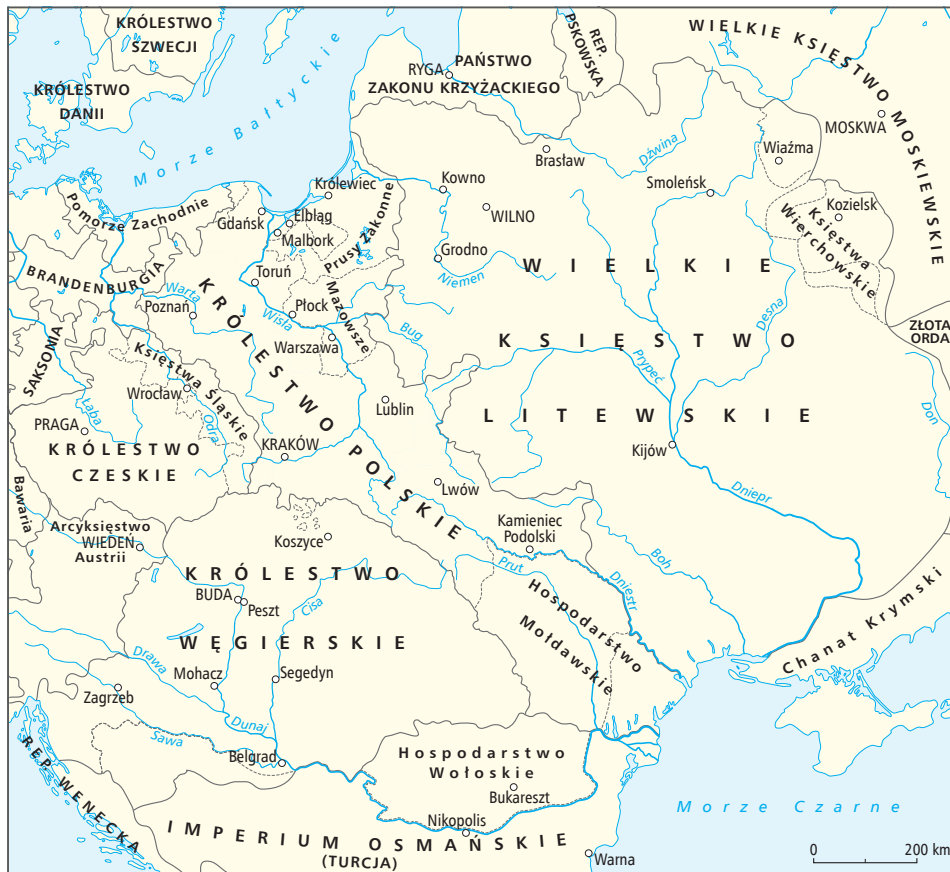 KRÓLESTWO
SZWECJI
KRÓLESTWO
DANII
Morze Bałtyckie
RYGA
PAŃSTWO
ZAKONU KRZYŻACKIEGO
REP.
PSKOWSKA
WIELKIE KSIĘSTWO MOSKIEWSKIE
MOSKWA
Brasław
Dźwina
Wiaźma
Smoleńsk
Kozielsk
Księstwa
Wierchowskie
Królewiec
Kowno
WILNO
Pomorze Zachodnie
Gdańsk
Elbląg
Malbork
Prusy Zakonne
Grodno
Niemen
BRANDENBURGIA
Toruń
Warta
Poznań
Płock
Wisła
Mazowsze
Warszawa
Bug
WIELKIE
KSIĘSTWO
LITEWSKIE
Desna
Prypeć
ZŁOTA
ORDA
Don
SAKSONIA
Księstwa Śląskie
Wrocław
Odra
Łaba
PRAGA
KRÓLESTWO
CZESKIE
KRÓLESTWO POLSKIE
Lublin
KRAKÓW
Lwów
Kijów
Dniepr
Bawaria
Arcyksięstwo
WIEDEŃ
Austrii
Koszyce
Kamieniec
Podolski
Boh
Prut
Dniestr
KRÓLESTWO
WĘGIERSKIE
BUDA
Peszt
Cisa
Hospodarstwo
Mołdawskie
Chanat Krymski
Drawa
Mohacz
Segedyn
Zagrzeb
Dunaj
Sawa
Belgrad
REP. WENECKA
Hospodarstwo
Wołoskie
Bukareszt
Nikopolis
Morze Czarne
IMPERIUM OSMAŃSKIE
(TURCJA)
Warna
0 200 km